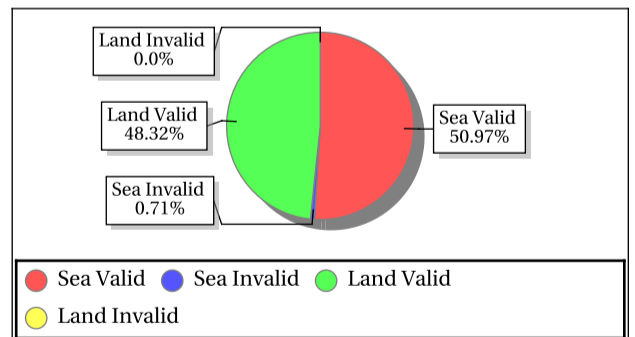 Land Invalid
0.0%
Land Valid
48.32%
Sea Valid
50.97%
Sea Invalid
0.71%
Sea Valid Sea Invalid Land Valid
Land Invalid